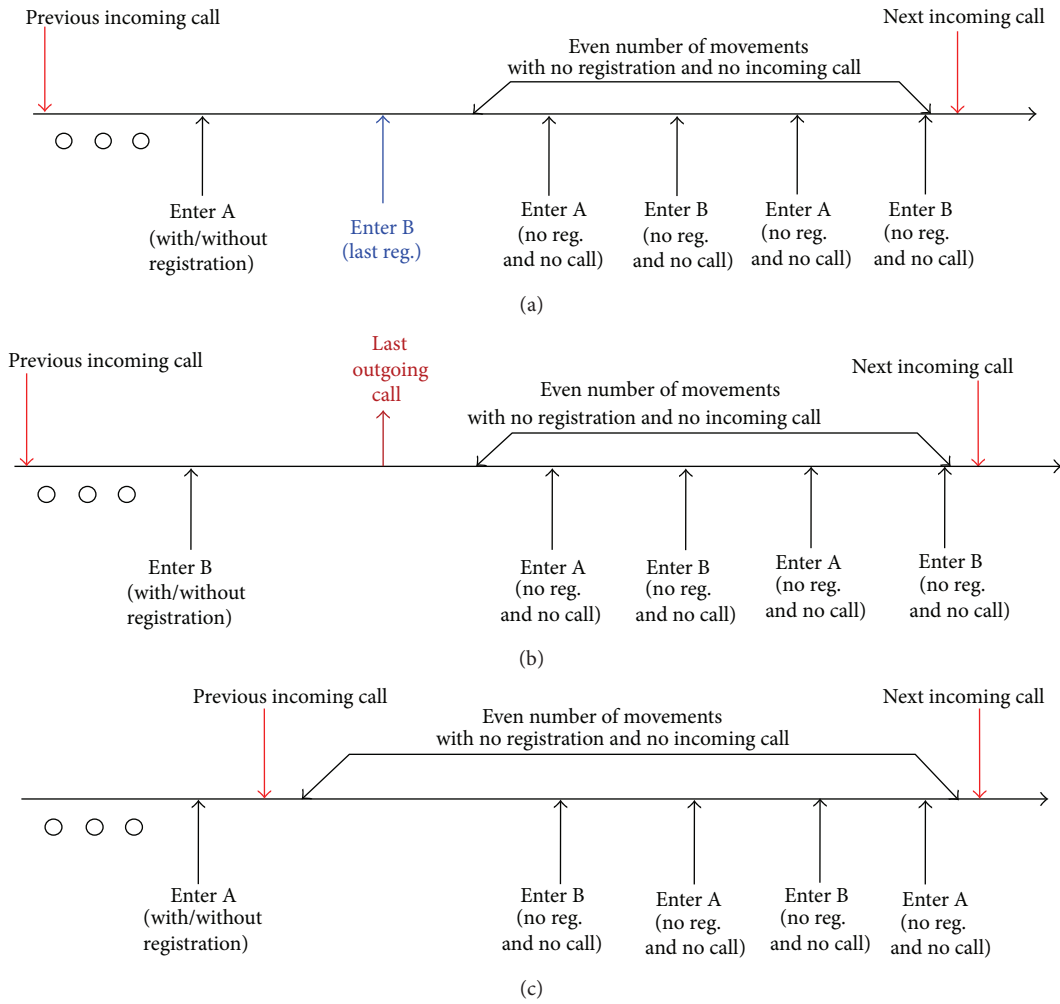 Previous incoming call
Next incoming call
Even number of movements
with no registration and no incoming call
Enter A
(with/without
registration)
Enter B
(last reg.)
Enter A
(no reg.
and no call)
Enter B
(no reg.
and no call)
Enter A
(no reg.
and no call)
Enter B
(no reg.
and no call)
(a)
Previous incoming call
Last
outgoing
call
Next incoming call
Even number of movements
with no registration and no incoming call
Enter B
(with/without
registration)
Enter A
(no reg.
and no call)
Enter B
(no reg.
and no call)
Enter A
(no reg.
and no call)
Enter B
(no reg.
and no call)
(b)
Previous incoming call
Next incoming call
Even number of movements
with no registration and no incoming call
Enter A
(with/without
registration)
Enter B
(no reg.
and no call)
Enter A
(no reg.
and no call)
Enter B
(no reg.
and no call)
Enter A
(no reg.
and no call)
(c)